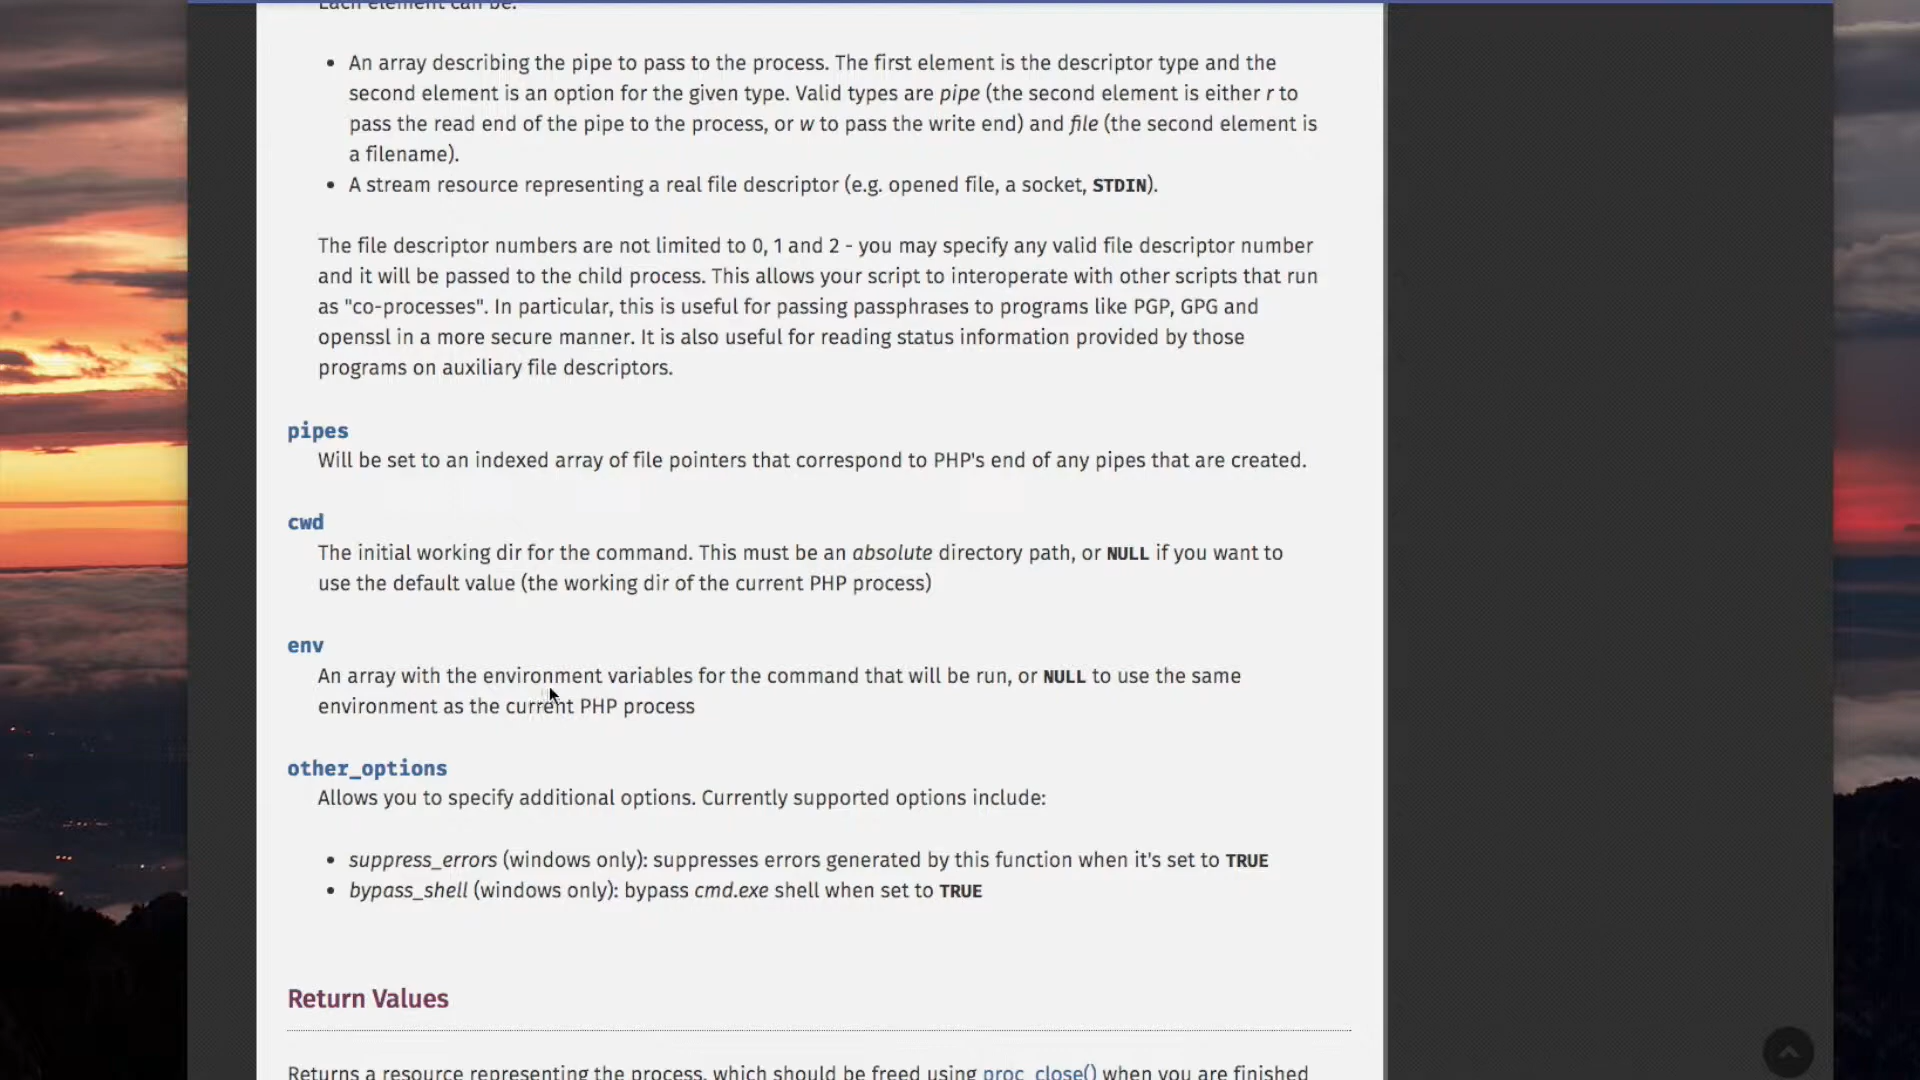 Each element can be:
An array describing the pipe to pass to the process. The first element is the descriptor type and the
second element is an option for the given type. Valid types are pipe (the second element is either r to
pass the read end of the pipe to the process, or w to pass the write end) and file (the second element is
a filename).
A stream resource representing a real file descriptor (e.g. opened file, a socket, STDIN).
The file descriptor numbers are not limited to 0, 1 and 2 - you may specify any valid file descriptor number
and it will be passed to the child process. This allows your script to interoperate with other scripts that run
as "co-processes". In particular, this is useful for passing passphrases to programs like PGP, GPG and
openssl in a more secure manner. It is also useful for reading status information provided by those
programs on auxiliary file descriptors.
pipes
Will be set to an indexed array of file pointers that correspond to PHP's end of any pipes that are created.
cwd
The initial working dir for the command. This must be an absolute directory path, or NULL if you want to
use the default value (the working dir of the current PHP process)
env
An array with the environment variables for the command that will be run, or NULL to use the same
environment as the current PHP process
other_options
Allows you to specify additional options. Currently supported options include:
suppress_errors (windows only): suppresses errors generated by this function when it's set to TRUE
bypass_shell (windows only): bypass cmd.exe shell when set to TRUE
Return Values
Returns a resource representing the process, which should be freed using proc_close() when you are finished